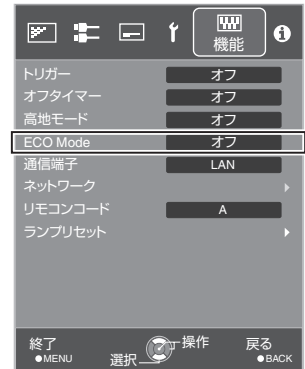 機能
トリガー オフ
オフタイマー オフ
高地モード オフ
ECO Mode オフ
通信端子 LAN
ネットワーク
リモコンコード A
ランプリセット
終了 操作 戻る
●MENU 選択 ●BACK